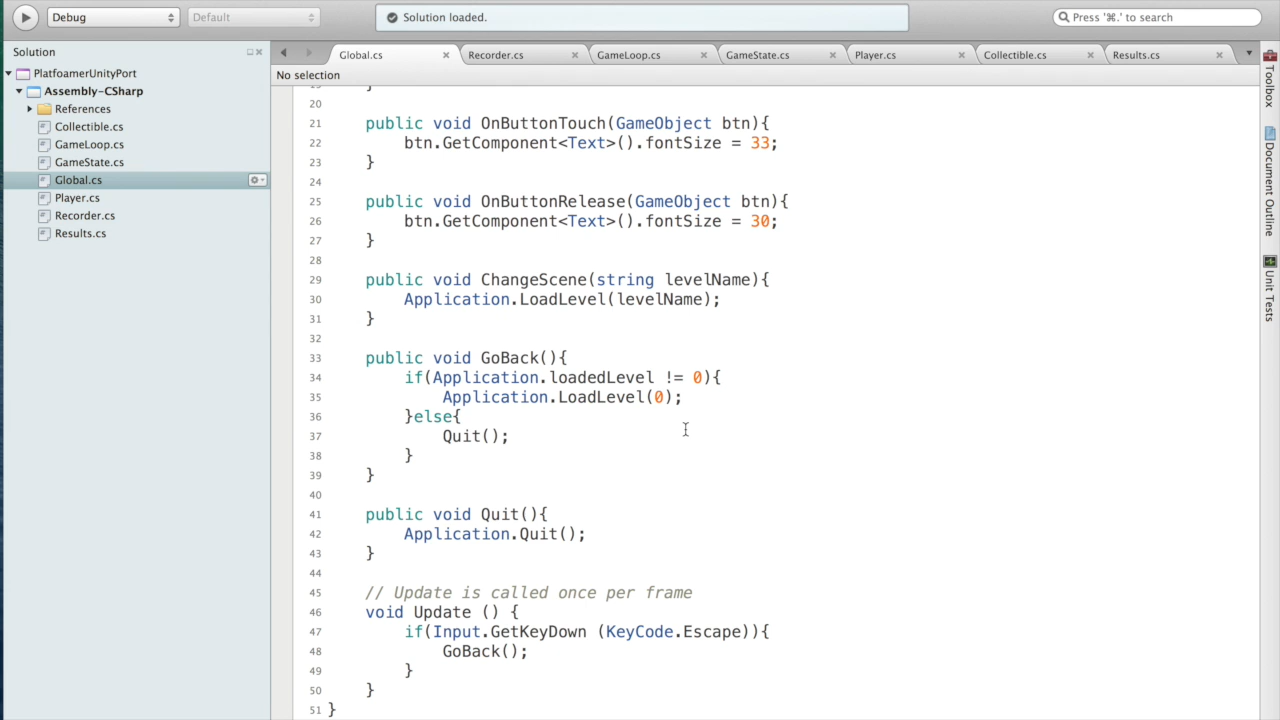 Debug
Default
Solution loaded.
Press '⌘.' to search
Solution
PlatfoamerUnityPort
Assembly-CSharp
References
Collectible.cs
GameLoop.cs
GameState.cs
Global.cs
Player.cs
Recorder.cs
Results.cs
Global.cs
Recorder.cs
GameLoop.cs
GameState.cs
Player.cs
Collectible.cs
Results.cs
No selection
19 }
20
21 public void OnButtonTouch(GameObject btn){
22 btn.GetComponent<Text>().fontSize = 33;
23 }
24
25 public void OnButtonRelease(GameObject btn){
26 btn.GetComponent<Text>().fontSize = 30;
27 }
28
29 public void ChangeScene(string levelName){
30 Application.LoadLevel(levelName);
31 }
32
33 public void GoBack(){
34 if(Application.loadedLevel != 0){
35 Application.LoadLevel(0);
36 }else{
37 Quit();
38 }
39 }
40
41 public void Quit(){
42 Application.Quit();
43 }
44
45 // Update is called once per frame
46 void Update () {
47 if(Input.GetKeyDown (KeyCode.Escape)){
48 GoBack();
49 }
50 }
51 }
Toolbox
Document Outline
Unit Tests